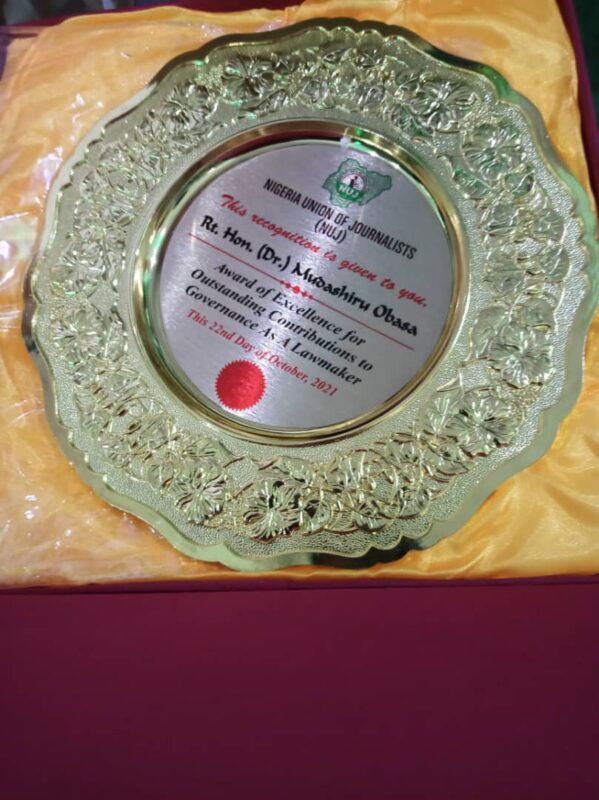 NUJ
NIGERIA UNION OF JOURNALISTS
(NUJ)
This recognition is given to you,
Rt. Hon. (Dr.) Mudashiru Obasa
Award of Excellence for
Outstanding Contributions to
Governance As A Lawmaker
This 22nd Day of October, 2021